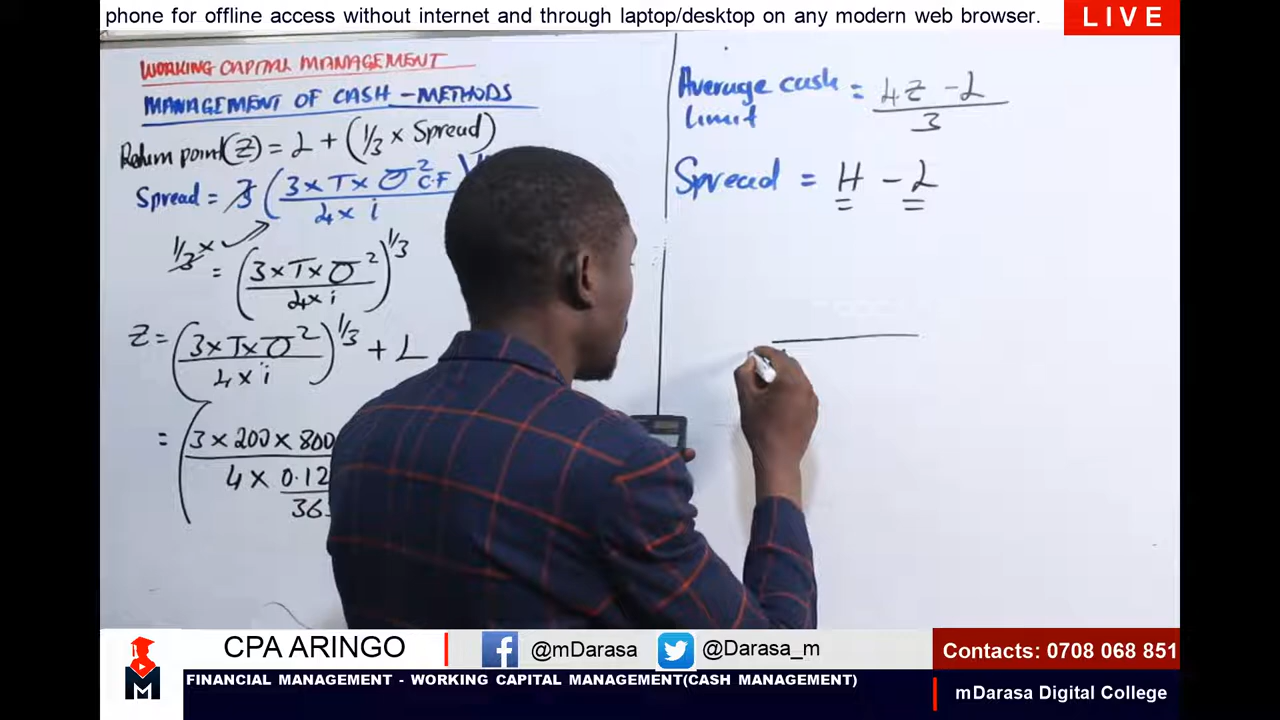 phone for offline access without internet and through laptop/desktop on any modern web browser.
LIVE
WORKING CAPITAL MANAGEMENT
MANAGEMENT OF CASH - METHODS
Return point (Z) = L + (1/3 × Spread)
Spread = 3 (3 × T × σ² C.F
4 × i
1/3 ×
= (3 × T × σ²)^1/3
4 × i
Z = (3 × T × σ²)^1/3 + L
4 × i
= (3 × 200 × 800
4 × 0.12
36
Average cash limit = 4Z - L
3
Spread = H - L
CPA ARINGO
@mDarasa
@Darasa_m
Contacts: 0708 068 851
M
FINANCIAL MANAGEMENT - WORKING CAPITAL MANAGEMENT(CASH MANAGEMENT)
mDarasa Digital College